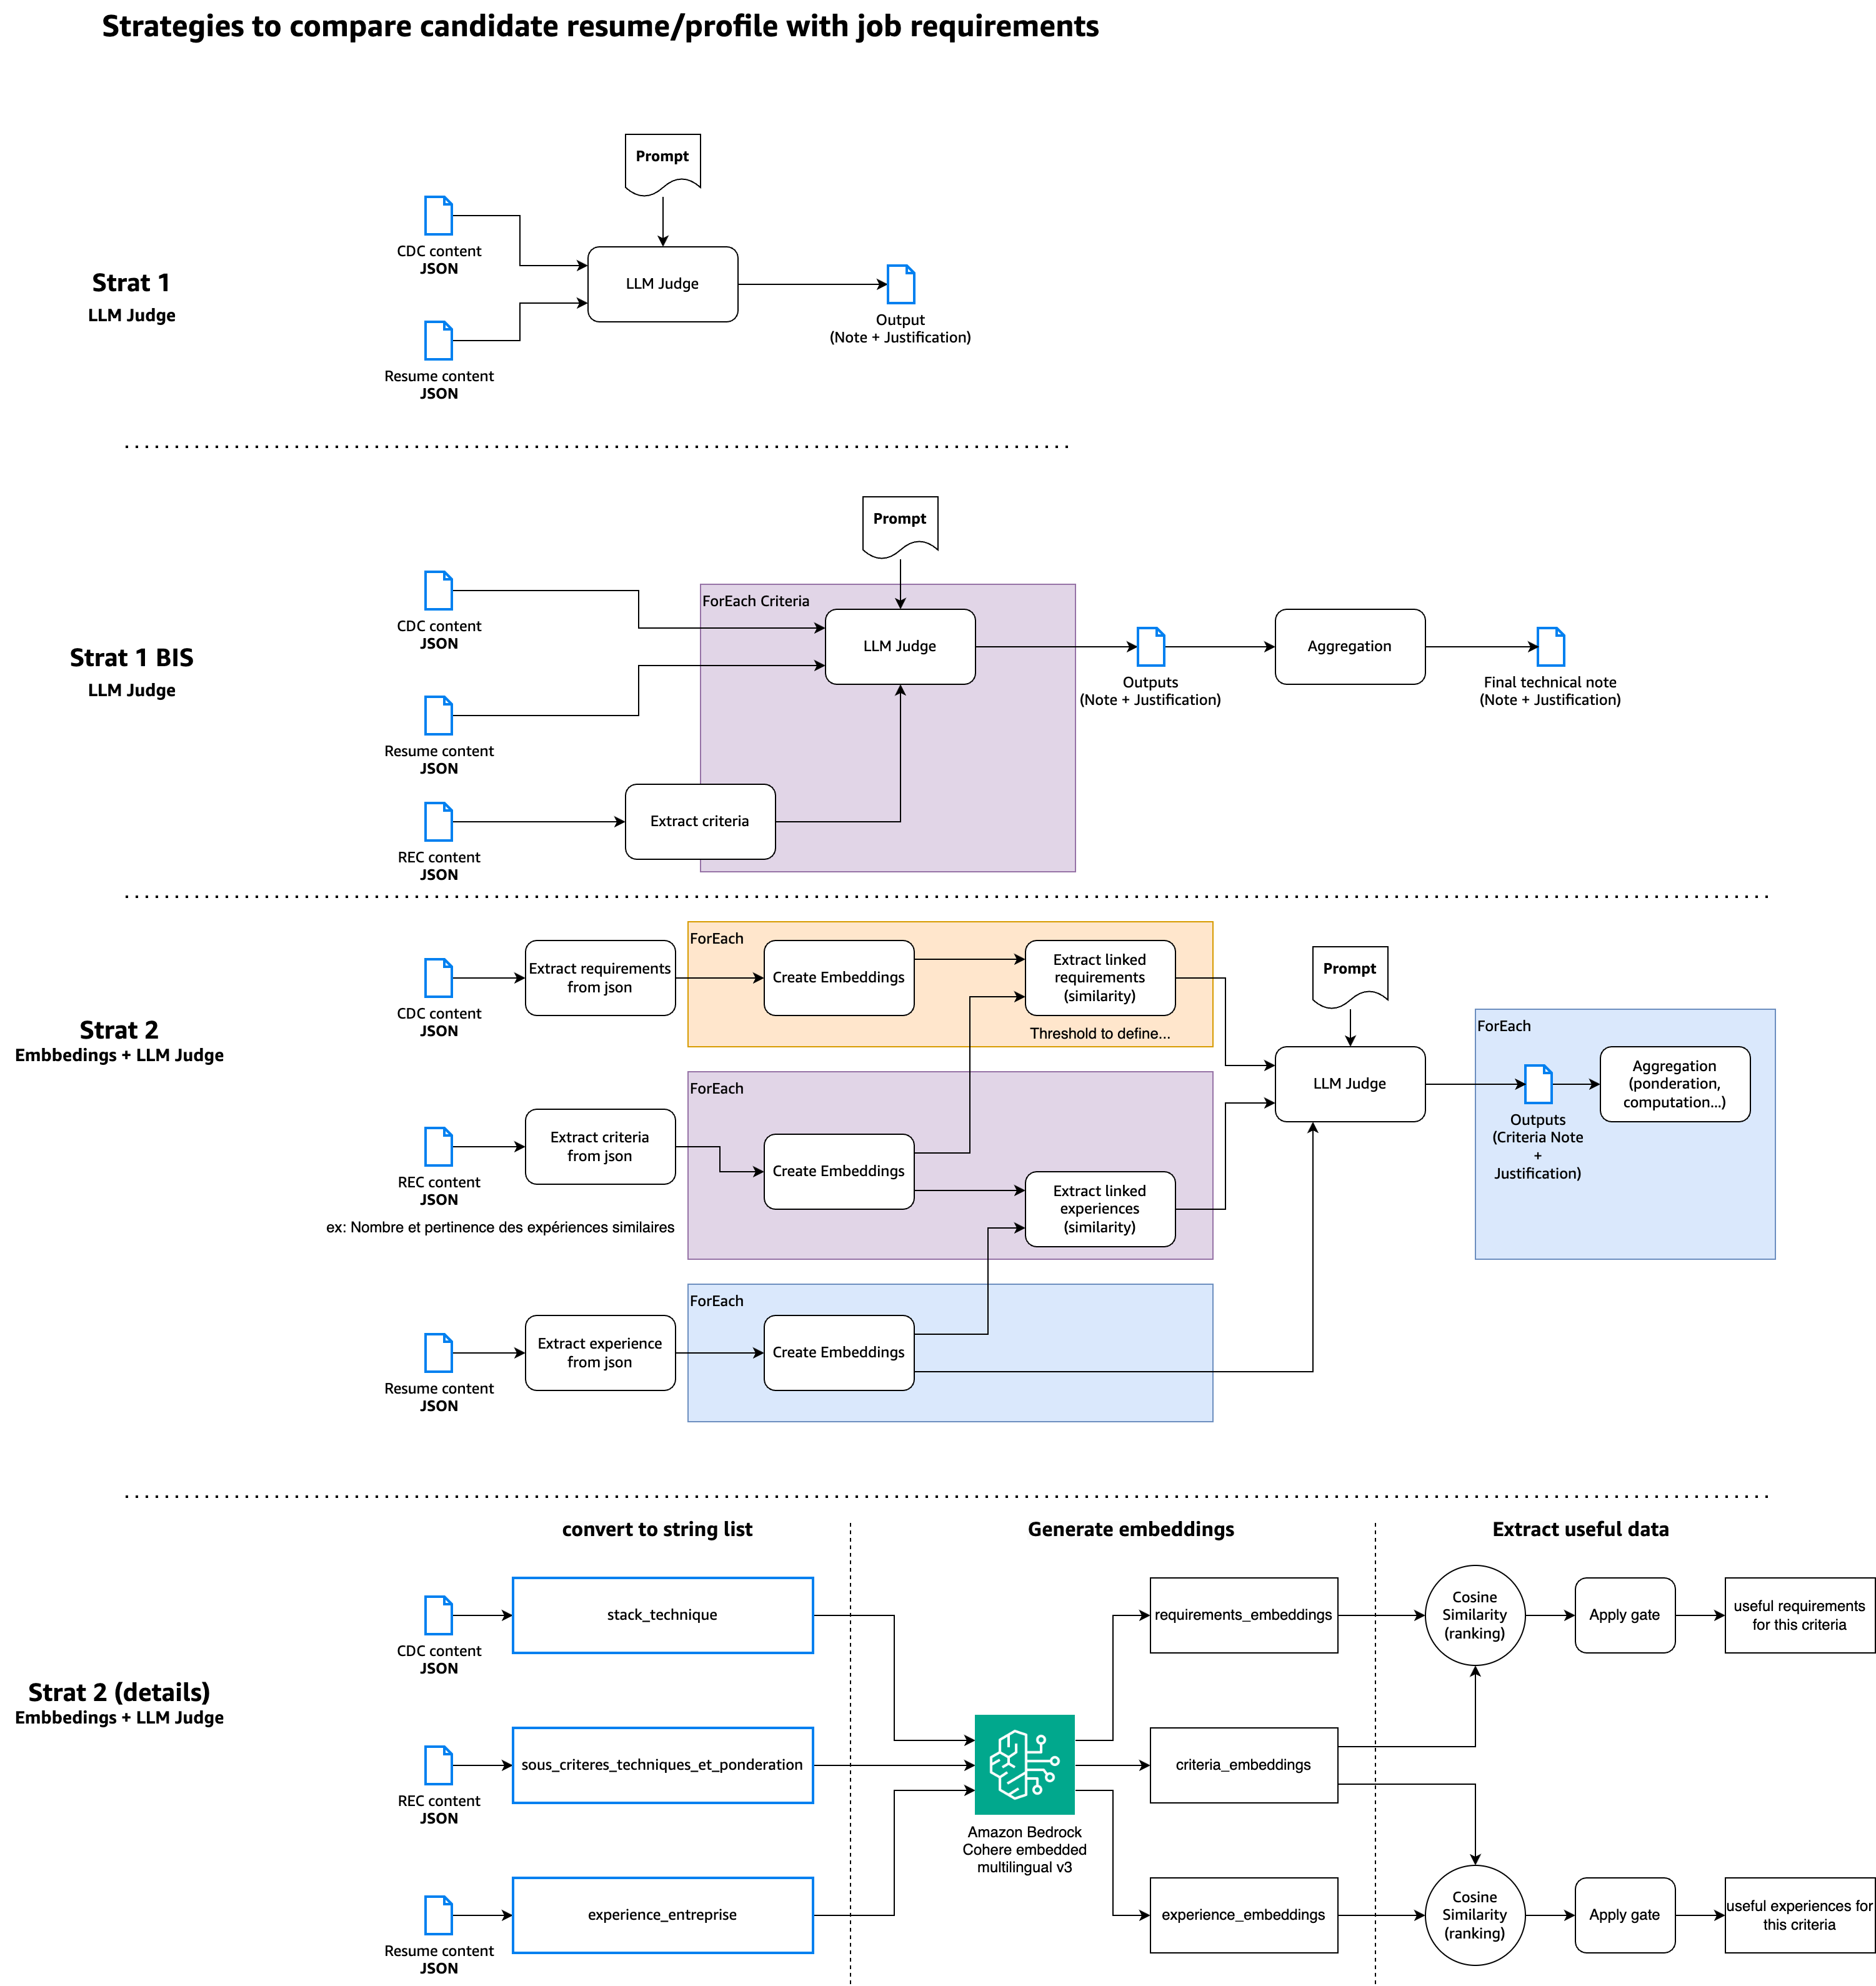 Strategies to compare candidate resume/profile with job requirements
Prompt
CDC content
JSON
Strat 1
LLM Judge
LLM Judge
Output
(Note + Justification)
Resume content
JSON
Prompt
ForEach Criteria
CDC content
JSON
Strat 1 BIS
LLM Judge
LLM Judge
Outputs
(Note + Justification)
Aggregation
Final technical note
(Note + Justification)
Resume content
JSON
Extract criteria
REC content
JSON
ForEach
CDC content
JSON
Extract requirements
from json
Create Embeddings
Extract linked
requirements
(similarity)
Threshold to define...
Prompt
Strat 2
Embbedings + LLM Judge
ForEach
LLM Judge
ForEach
Outputs
(Criteria Note
+
Justification)
Aggregation
(ponderation,
computation...)
REC content
JSON
ex: Nombre et pertinence des expériences similaires
Extract criteria
from json
Create Embeddings
Extract linked
experiences
(similarity)
ForEach
Resume content
JSON
Extract experience
from json
Create Embeddings
convert to string list
Generate embeddings
Extract useful data
CDC content
JSON
stack_technique
requirements_embeddings
Cosine
Similarity
(ranking)
Apply gate
useful requirements
for this criteria
Strat 2 (details)
Embbedings + LLM Judge
REC content
JSON
sous_criteres_techniques_et_ponderation
Amazon Bedrock
Cohere embedded
multilingual v3
criteria_embeddings
Resume content
JSON
experience_entreprise
experience_embeddings
Cosine
Similarity
(ranking)
Apply gate
useful experiences for
this criteria